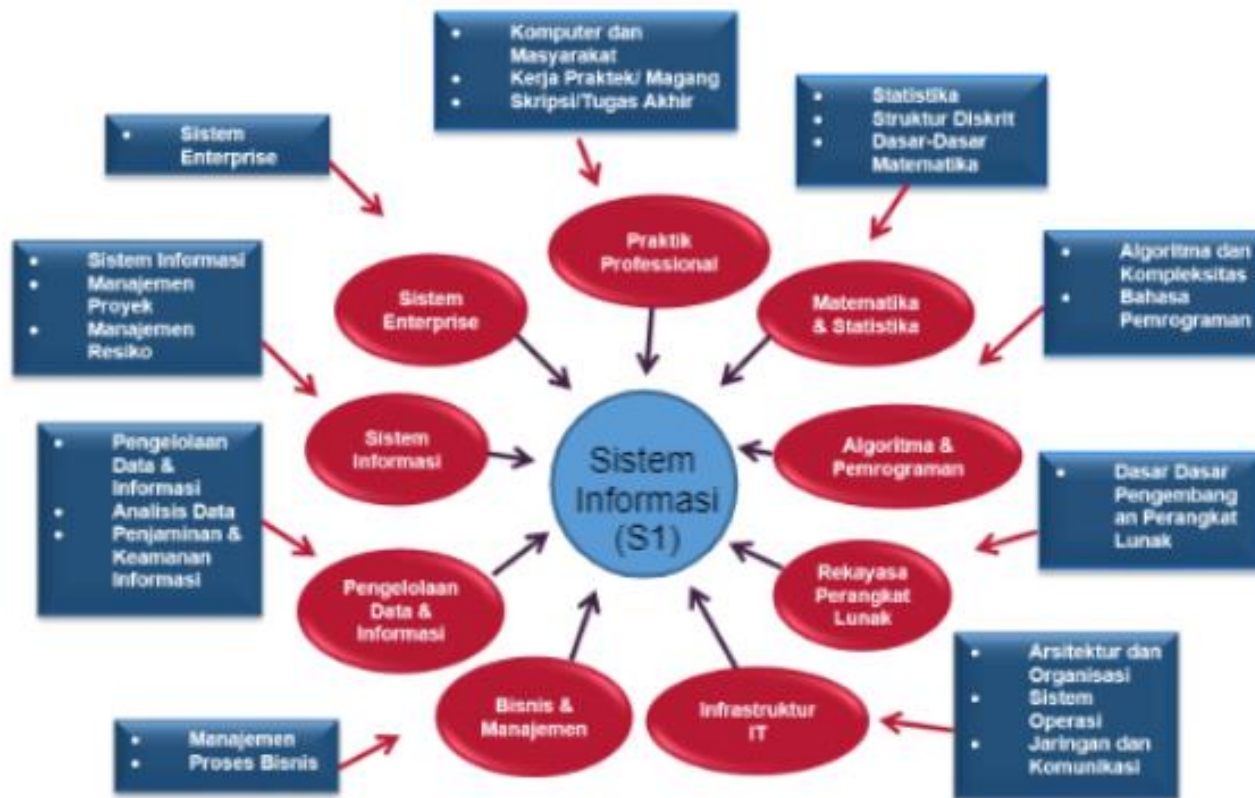 Komputer dan
Masyarakat
Kerja Praktek/ Magang
Skripsi/Tugas Akhir
Statistika
Struktur Diskrit
Dasar-Dasar
Matematika
Sistem
Enterprise
Praktik
Professional
Sistem Informasi
Manajemen
Proyek
Manajemen
Resiko
Sistem
Enterprise
Matematika
& Statistika
Algoritma dan
Kompleksitas
Bahasa
Pemrograman
Sistem
Informasi
Sistem
Informasi
(S1)
Algoritma &
Pemrograman
Pengelolaan
Data &
Informasi
Analisis Data
Penjaminan &
Keamanan
Informasi
Dasar Dasar
Pengembang
an Perangkat
Lunak
Pengelolaan
Data &
Informasi
Rekayasa
Perangkat
Lunak
Bisnis &
Manajemen
Infrastruktur
IT
Arsitektur dan
Organisasi
Sistem
Operasi
Jaringan dan
Komunikasi
Manajemen
Proses Bisnis